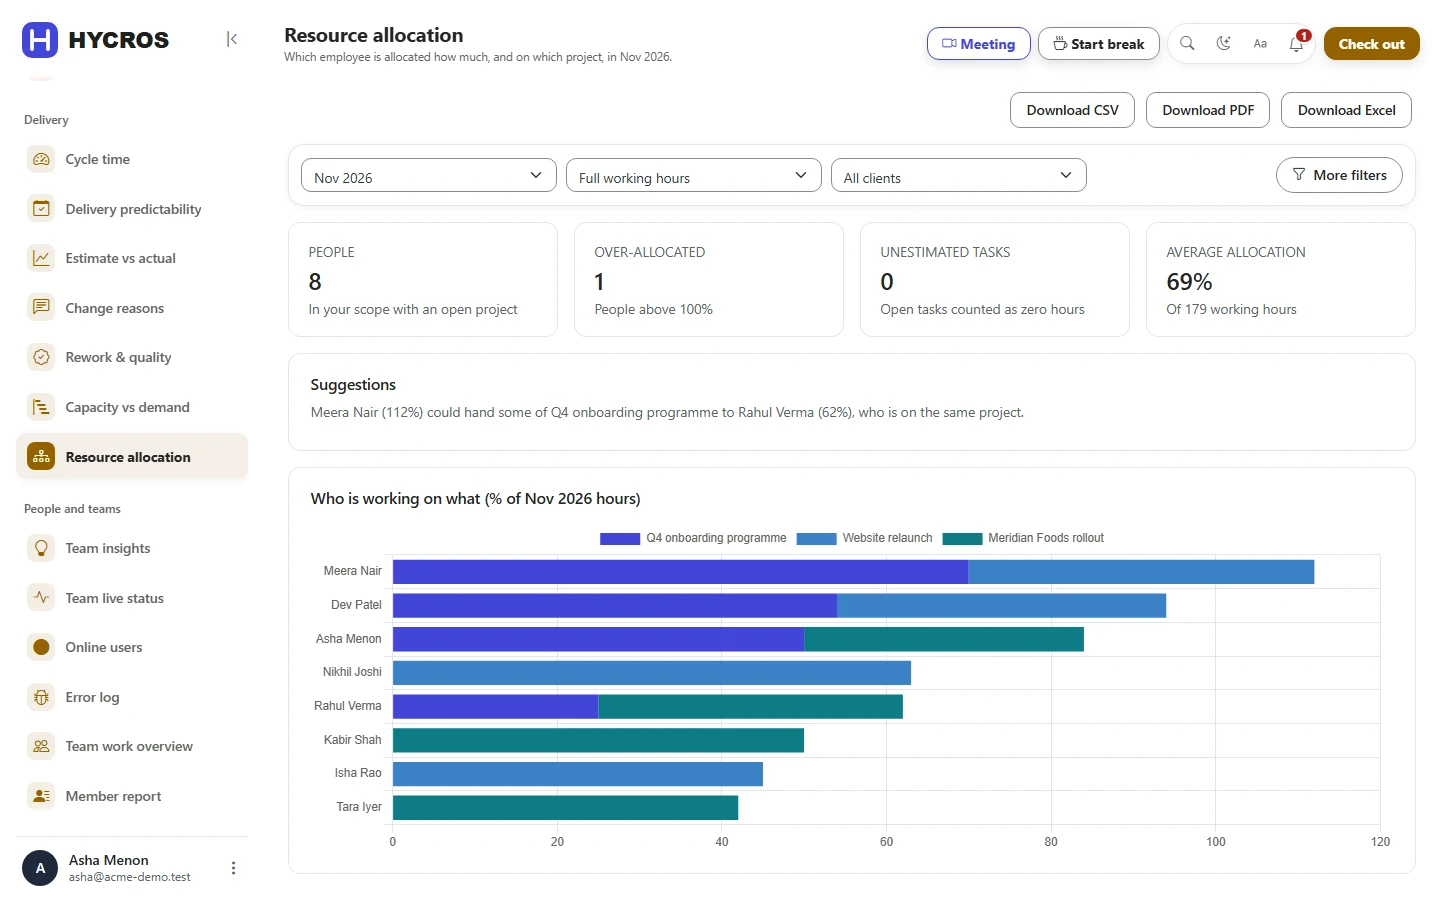 HYCROS
Resource allocation
Which employee is allocated how much, and on which project, in Nov 2026.
Meeting
Start break
Aa
1
Check out
Download CSV
Download PDF
Download Excel
Delivery
Cycle time
Delivery predictability
Estimate vs actual
Change reasons
Rework & quality
Capacity vs demand
Resource allocation
People and teams
Team insights
Team live status
Online users
Error log
Team work overview
Member report
A
Asha Menon
asha@acme-demo.test
Nov 2026
Full working hours
All clients
More filters
PEOPLE
8
In your scope with an open project
OVER-ALLOCATED
1
People above 100%
UNESTIMATED TASKS
0
Open tasks counted as zero hours
AVERAGE ALLOCATION
69%
Of 179 working hours
Suggestions
Meera Nair (112%) could hand some of Q4 onboarding programme to Rahul Verma (62%), who is on the same project.
Who is working on what (% of Nov 2026 hours)
Q4 onboarding programme
Website relaunch
Meridian Foods rollout
Meera Nair
Dev Patel
Asha Menon
Nikhil Joshi
Rahul Verma
Kabir Shah
Isha Rao
Tara Iyer
0 20 40 60 80 100 120